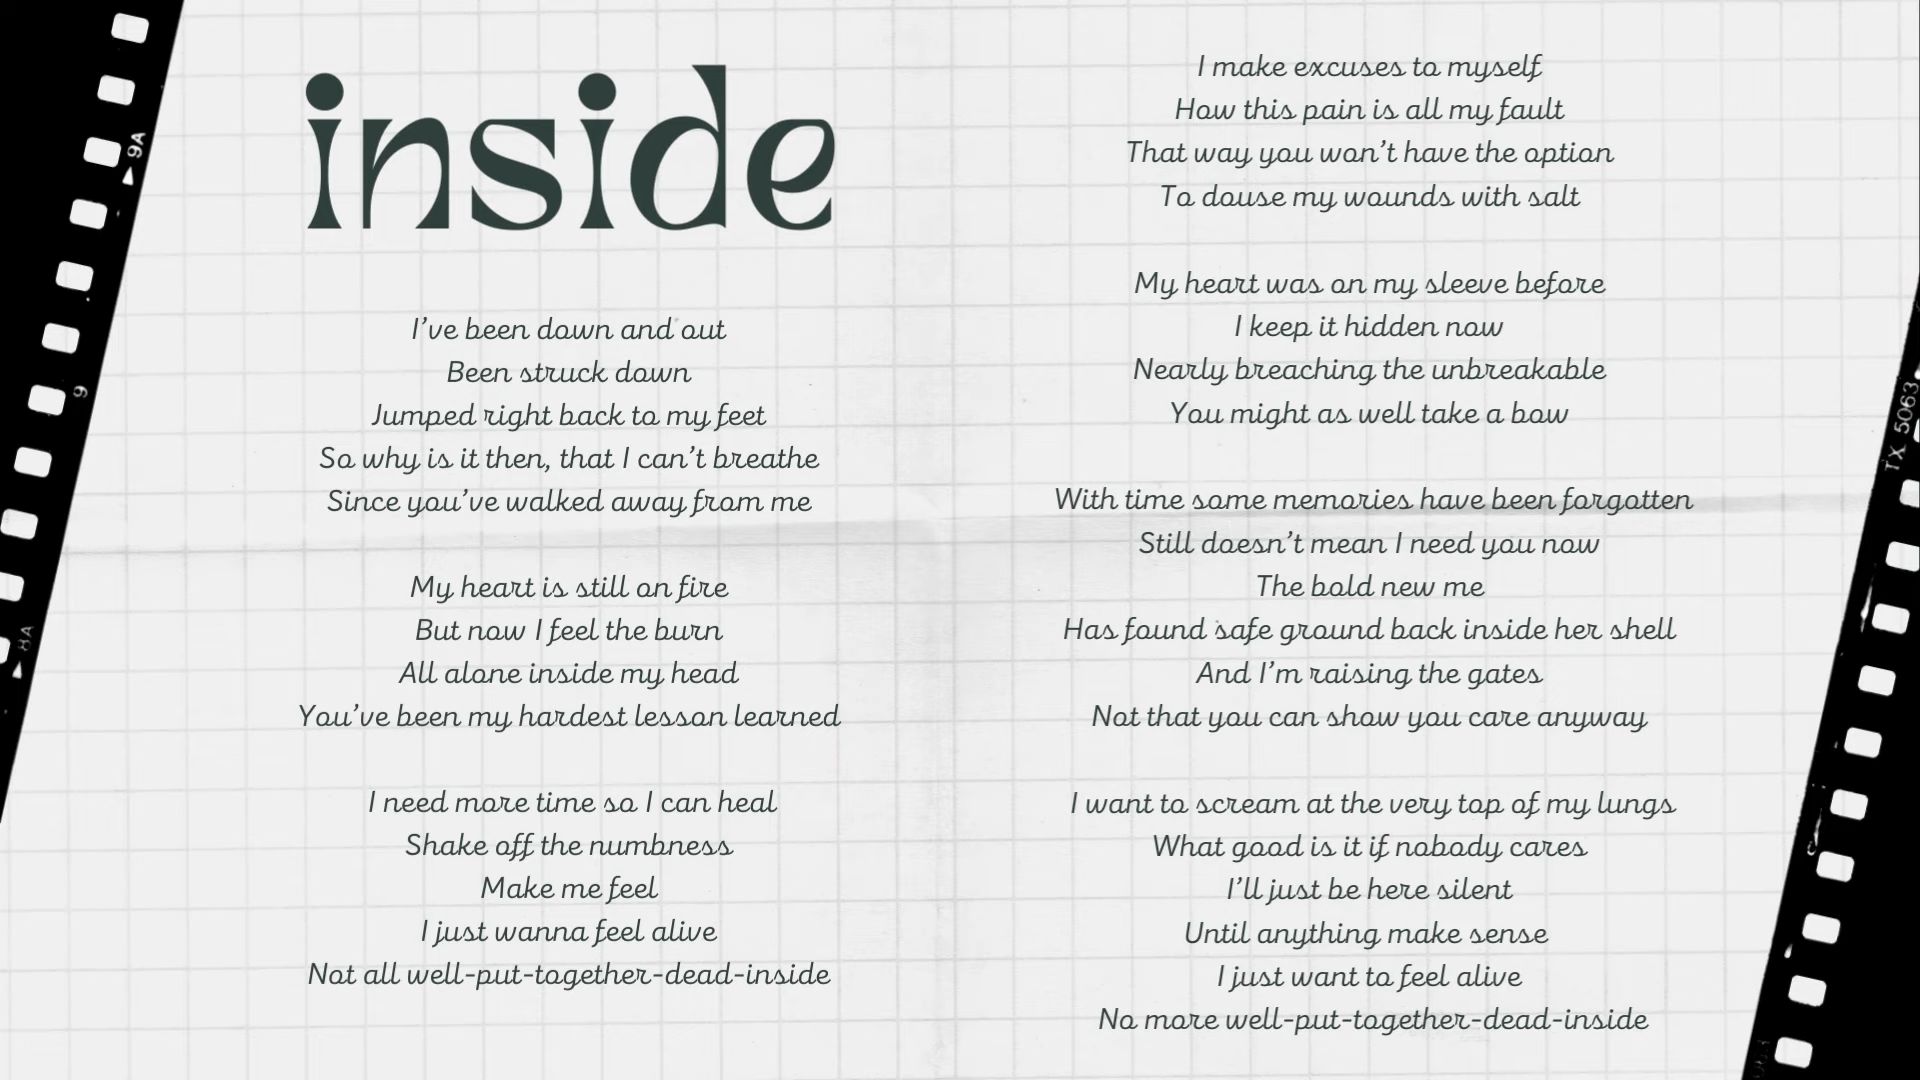 inside
I've been down and out
Been struck down
Jumped right back to my feet
So why is it then, that I can't breathe
Since you've walked away from me
My heart is still on fire
But now I feel the burn
All alone inside my head
You've been my hardest lesson learned
I need more time so I can heal
Shake off the numbness
Make me feel
I just wanna feel alive
Not all well-put-together-dead-inside
I make excuses to myself
How this pain is all my fault
That way you won't have the option
To douse my wounds with salt
My heart was on my sleeve before
I keep it hidden now
Nearly breaching the unbreakable
You might as well take a bow
With time some memories have been forgotten
Still doesn't mean I need you now
The bold new me
Has found safe ground back inside her shell
And I'm raising the gates
Not that you can show you care anyway
I want to scream at the very top of my lungs
What good is it if nobody cares
I'll just be here silent
Until anything make sense
I just want to feel alive
No more well-put-together-dead-inside
9A
9
8A
TX 5063